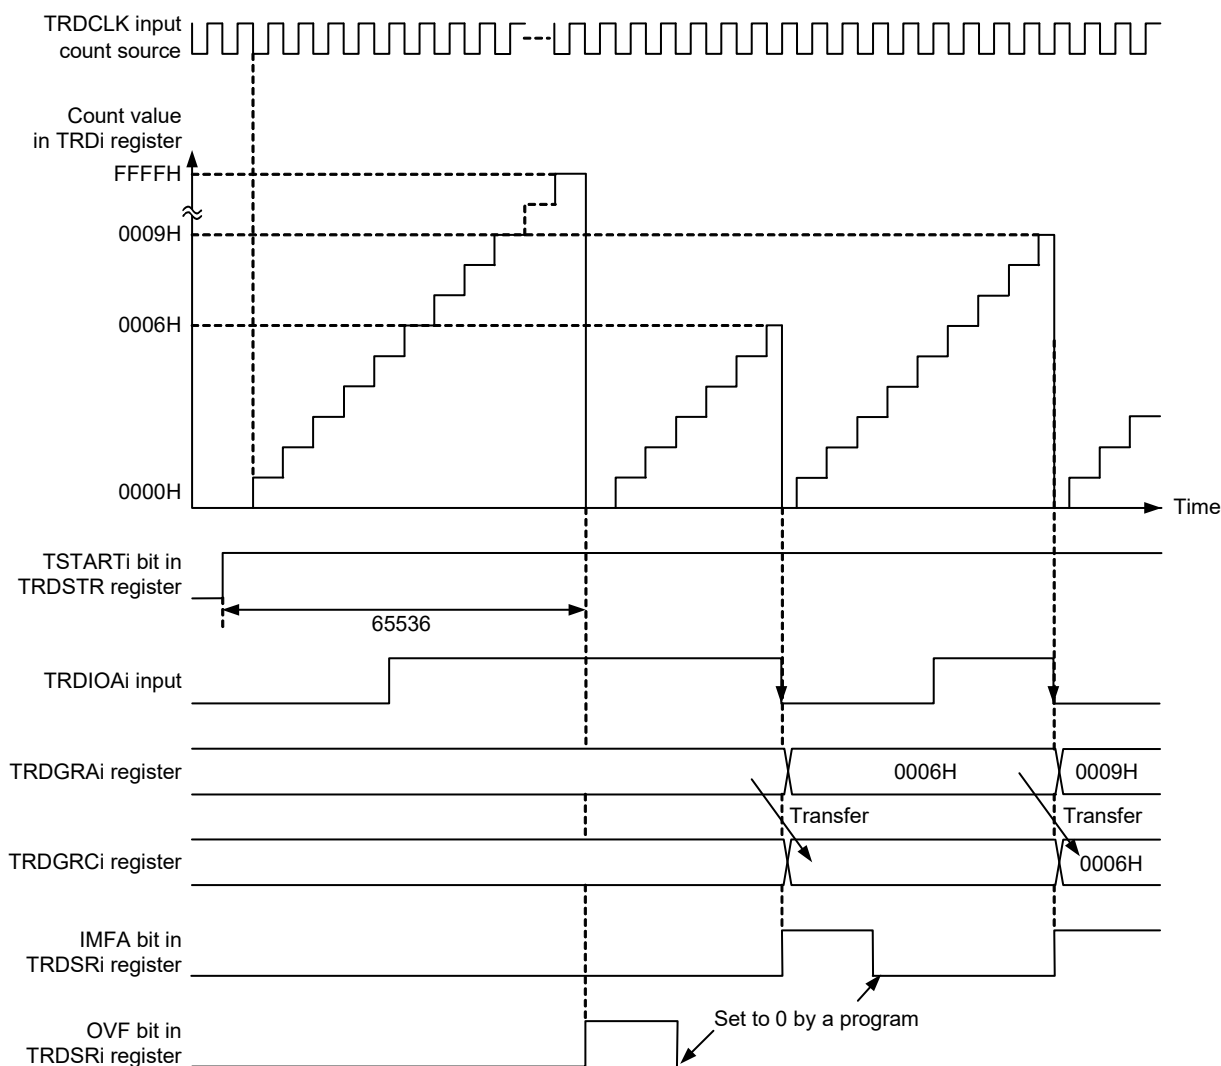 TRDCLK input
count source
Count value
in TRDi register
FFFFH
0009H
0006H
0000H
Time
TSTARTi bit in
TRDSTR register
65536
TRDIOAi input
TRDGRAi register
0006H
0009H
Transfer
Transfer
TRDGRCi register
0006H
IMFA bit in
TRDSRi register
Set to 0 by a program
OVF bit in
TRDSRi register